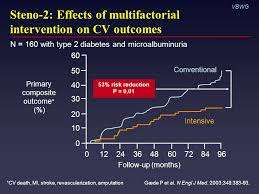 VBWG
Steno-2: Effects of multifactorial
intervention on CV outcomes
N = 160 with type 2 diabetes and microalbuminuria
60
50
40
30
20
10
0
Primary
composite
outcome*
(%)
53% risk reduction
P = 0.01
Conventional
Intensive
0 12 24 36 48 60 72 84 96
Follow-up (months)
*CV death, MI, stroke, revascularization, amputation
Gaede P et al. N Engl J Med. 2003;348:383-93.